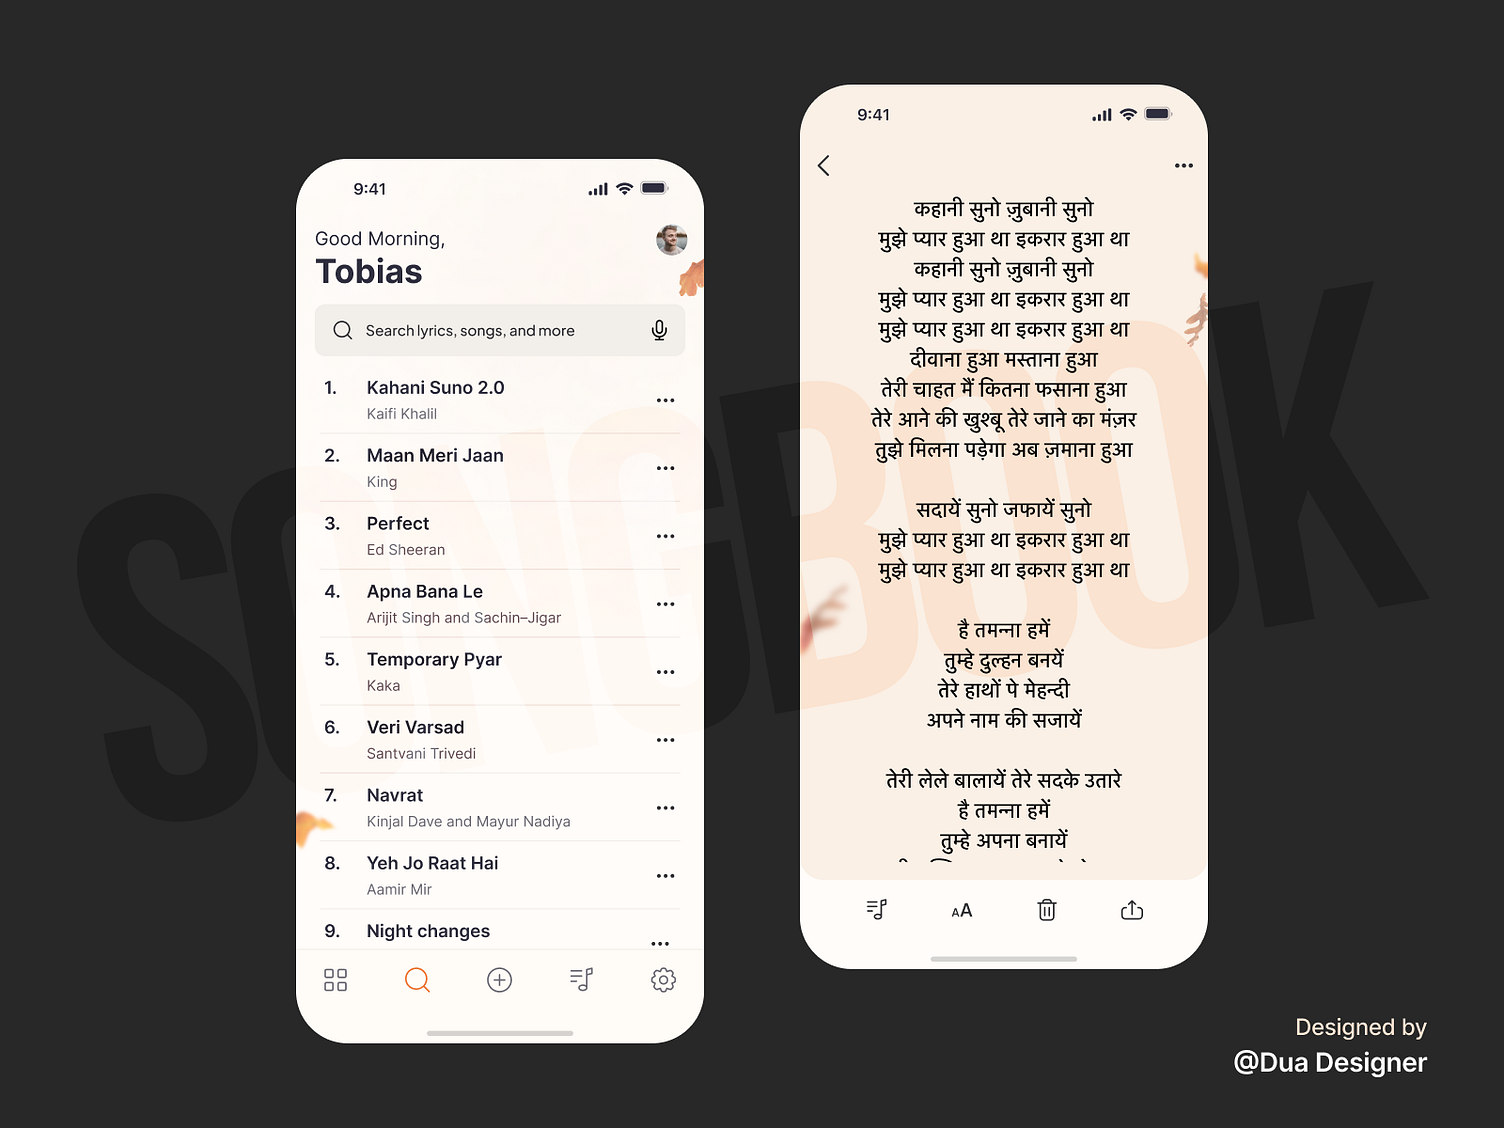 SONGBOOK
9:41
Good Morning,
Tobias
Search lyrics, songs, and more
1. Kahani Suno 2.0
Kaifi Khalil
2. Maan Meri Jaan
King
3. Perfect
Ed Sheeran
4. Apna Bana Le
Arijit Singh and Sachin–Jigar
5. Temporary Pyar
Kaka
6. Veri Varsad
Santvani Trivedi
7. Navrat
Kinjal Dave and Mayur Nadiya
8. Yeh Jo Raat Hai
Aamir Mir
9. Night changes
9:41
कहानी सुनो ज़ुबानी सुनो
मुझे प्यार हुआ था इकरार हुआ था
कहानी सुनो ज़ुबानी सुनो
मुझे प्यार हुआ था इकरार हुआ था
मुझे प्यार हुआ था इकरार हुआ था
दीवाना हुआ मस्ताना हुआ
तेरी चाहत मैं कितना फसाना हुआ
तेरे आने की खुश्बू तेरे जाने का मंज़र
तुझे मिलना पड़ेगा अब ज़माना हुआ
सदायें सुनो जफायें सुनो
मुझे प्यार हुआ था इकरार हुआ था
मुझे प्यार हुआ था इकरार हुआ था
है तमन्ना हमें
तुम्हे दुल्हन बनयें
तेरे हाथों पे मेहन्दी
अपने नाम की सजायें
तेरी लेले बालायें तेरे सदके उतारे
है तमन्ना हमें
तुम्हे अपना बनायें
AA
Designed by
@Dua Designer